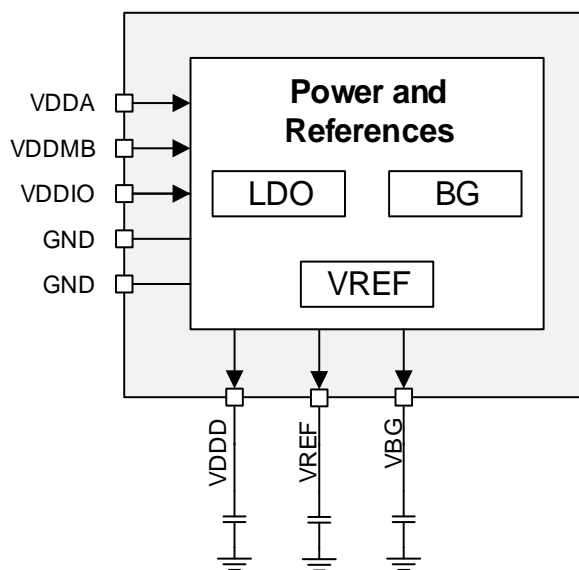 Power and
References
VDDA
VDDMB
VDDIO
GND
GND
LDO
BG
VREF
VDDD
VREF
VBG